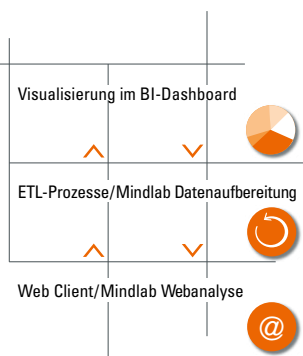 Visualisierung im BI-Dashboard
ETL-Prozesse/Mindlab Datenaufbereitung
Web Client/Mindlab Webanalyse
@